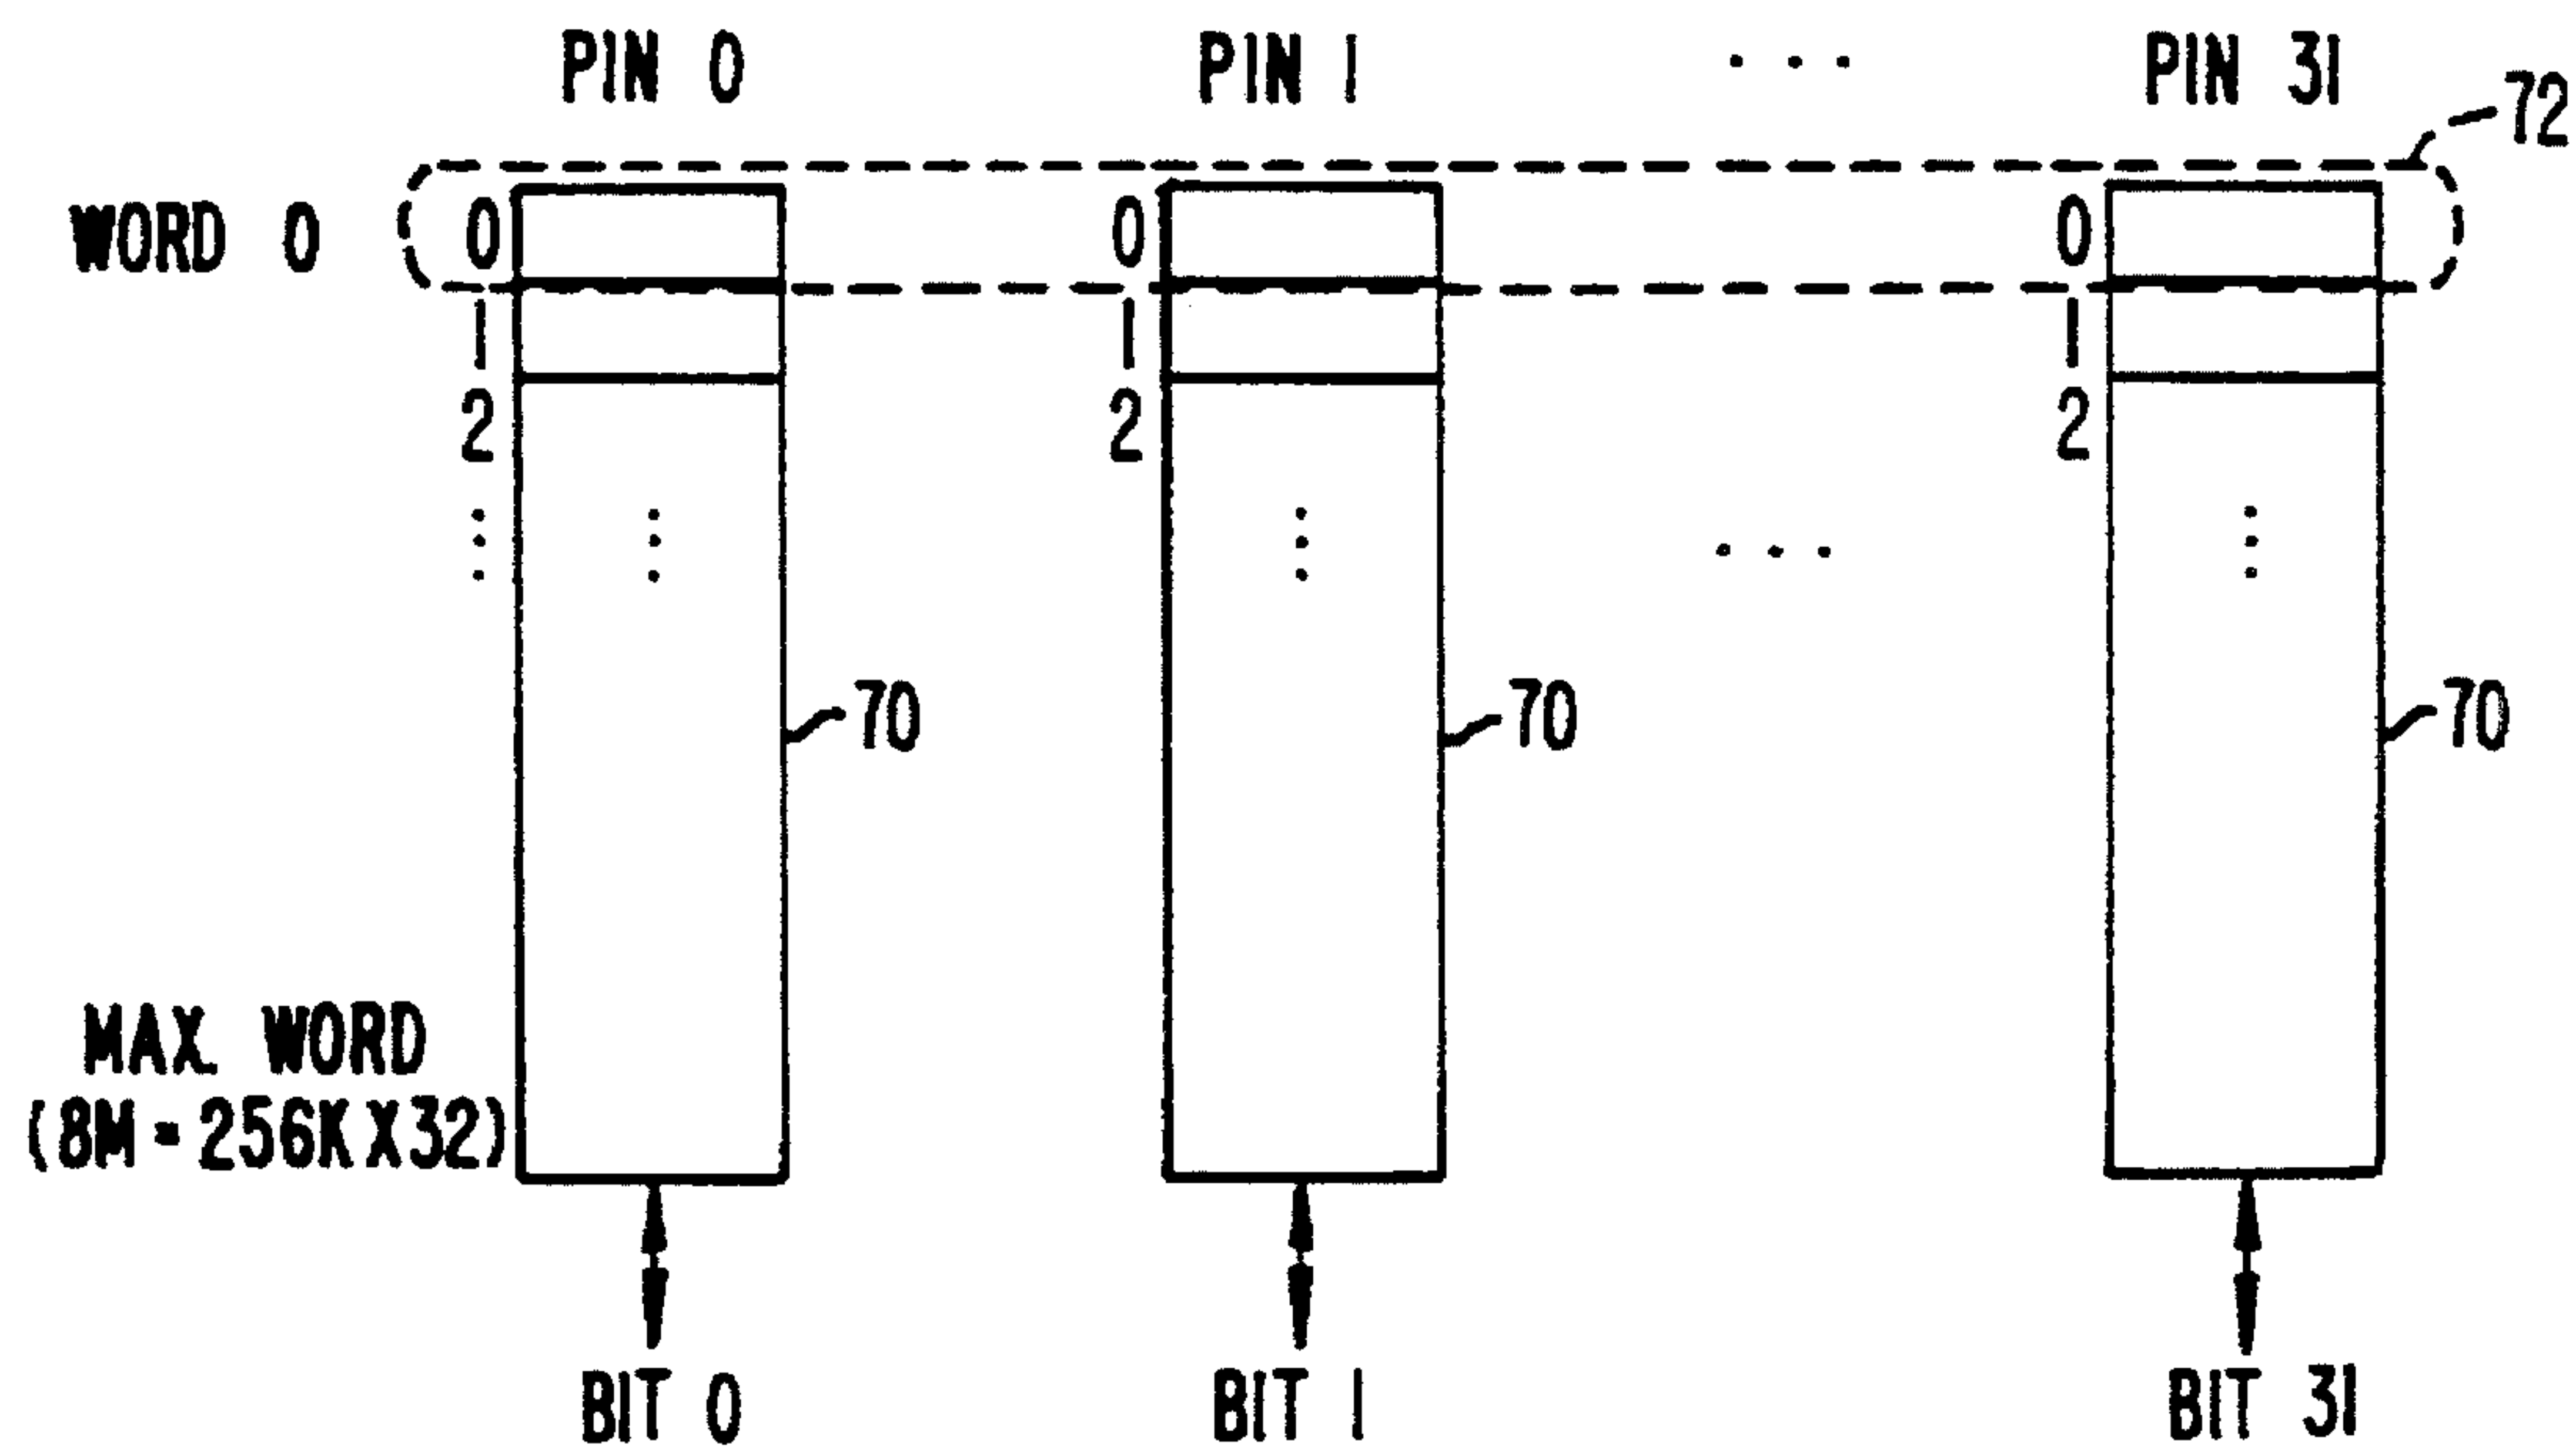 PIN 0 PIN 1 . . . PIN 31
72
WORD 0 0 0 0
1 1 1
2 2 2
70 70 70
MAX. WORD
(8M = 256K X 32)
BIT 0 BIT 1 BIT 31